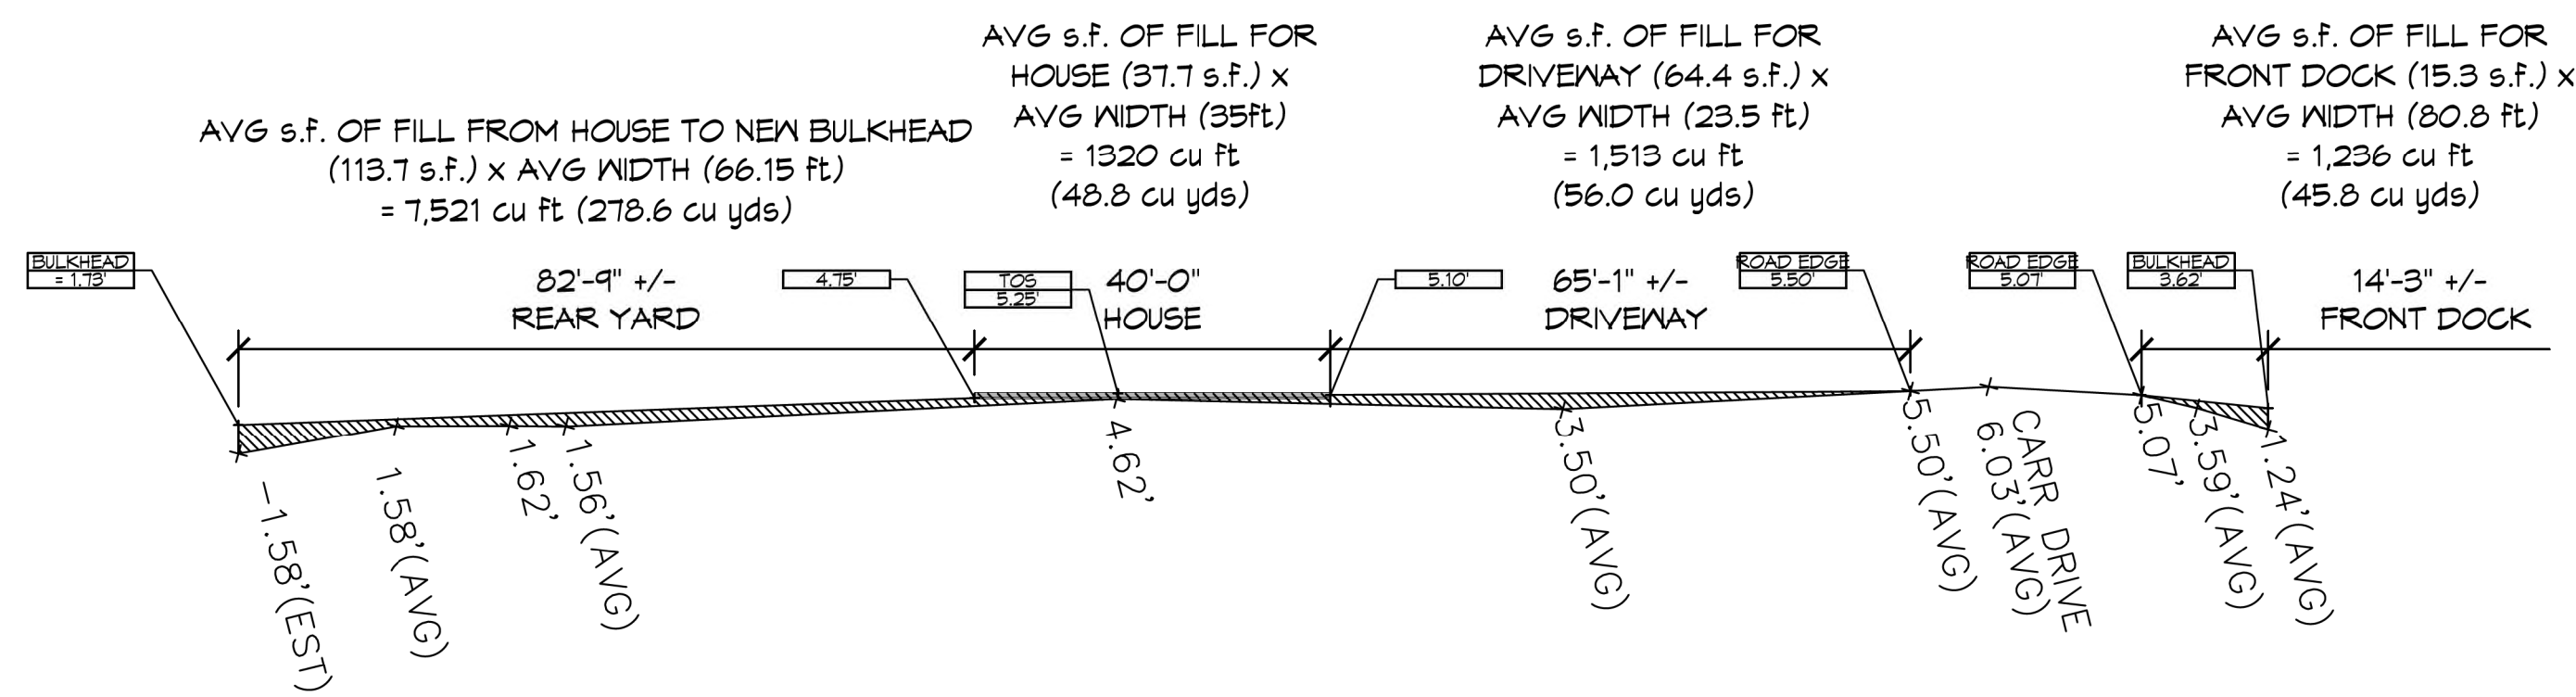 AVG s.f. OF FILL FROM HOUSE TO NEW BULKHEAD
(113.7 s.f.) x AVG WIDTH (66.15 ft)
= 7,521 cu ft (278.6 cu yds)
AVG s.f. OF FILL FOR
HOUSE (37.7 s.f.) x
AVG WIDTH (35ft)
= 1320 cu ft
(48.8 cu yds)
AVG s.f. OF FILL FOR
DRIVEWAY (64.4 s.f.) x
AVG WIDTH (23.5 ft)
= 1,513 cu ft
(56.0 cu yds)
AVG s.f. OF FILL FOR
FRONT DOCK (15.3 s.f.) x
AVG WIDTH (80.8 ft)
= 1,236 cu ft
(45.8 cu yds)
BULKHEAD
= 1.73'
82'-9" +/-
REAR YARD
4.75'
TOS
5.25'
40'-0"
HOUSE
5.10'
65'-1" +/-
DRIVEWAY
ROAD EDGE
5.50'
ROAD EDGE
5.07'
BULKHEAD
3.62'
14'-3" +/-
FRONT DOCK
-1.58'(EST)
1.58'(AVG)
1.62'
1.56'(AVG)
4.62'
3.50'(AVG)
5.50'(AVG)
CARR DRIVE
6.03'(AVG)
5.07'
3.59'(AVG)
1.24'(AVG)